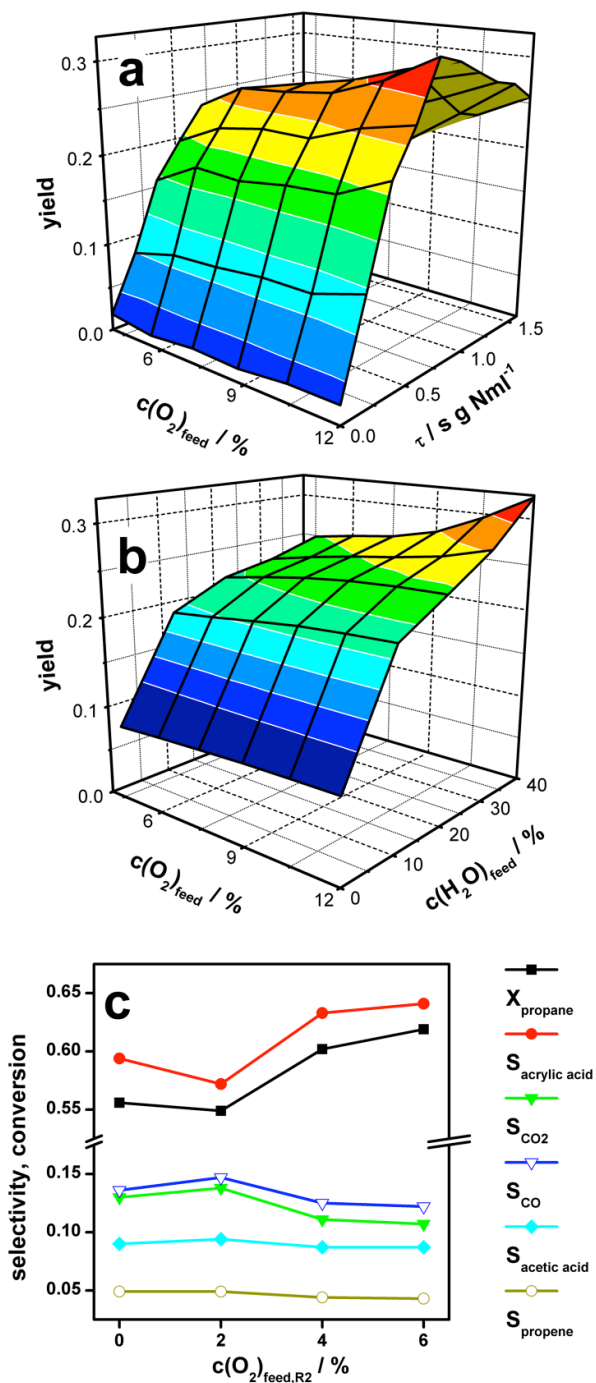 a
yield
0.3
0.2
0.1
0.0
6
9
12
c(O₂)feed / %
0.0
0.5
1.0
1.5
τ / s g Nml⁻¹
b
yield
0.3
0.2
0.1
0.0
6
9
12
c(O₂)feed / %
0
10
20
30
40
c(H₂O)feed / %
c
selectivity, conversion
0.65
0.60
0.55
0.15
0.10
0.05
0
2
4
6
c(O₂)feed,R2 / %
Xpropane
Sacrylic acid
SCO2
SCO
Sacetic acid
Spropene